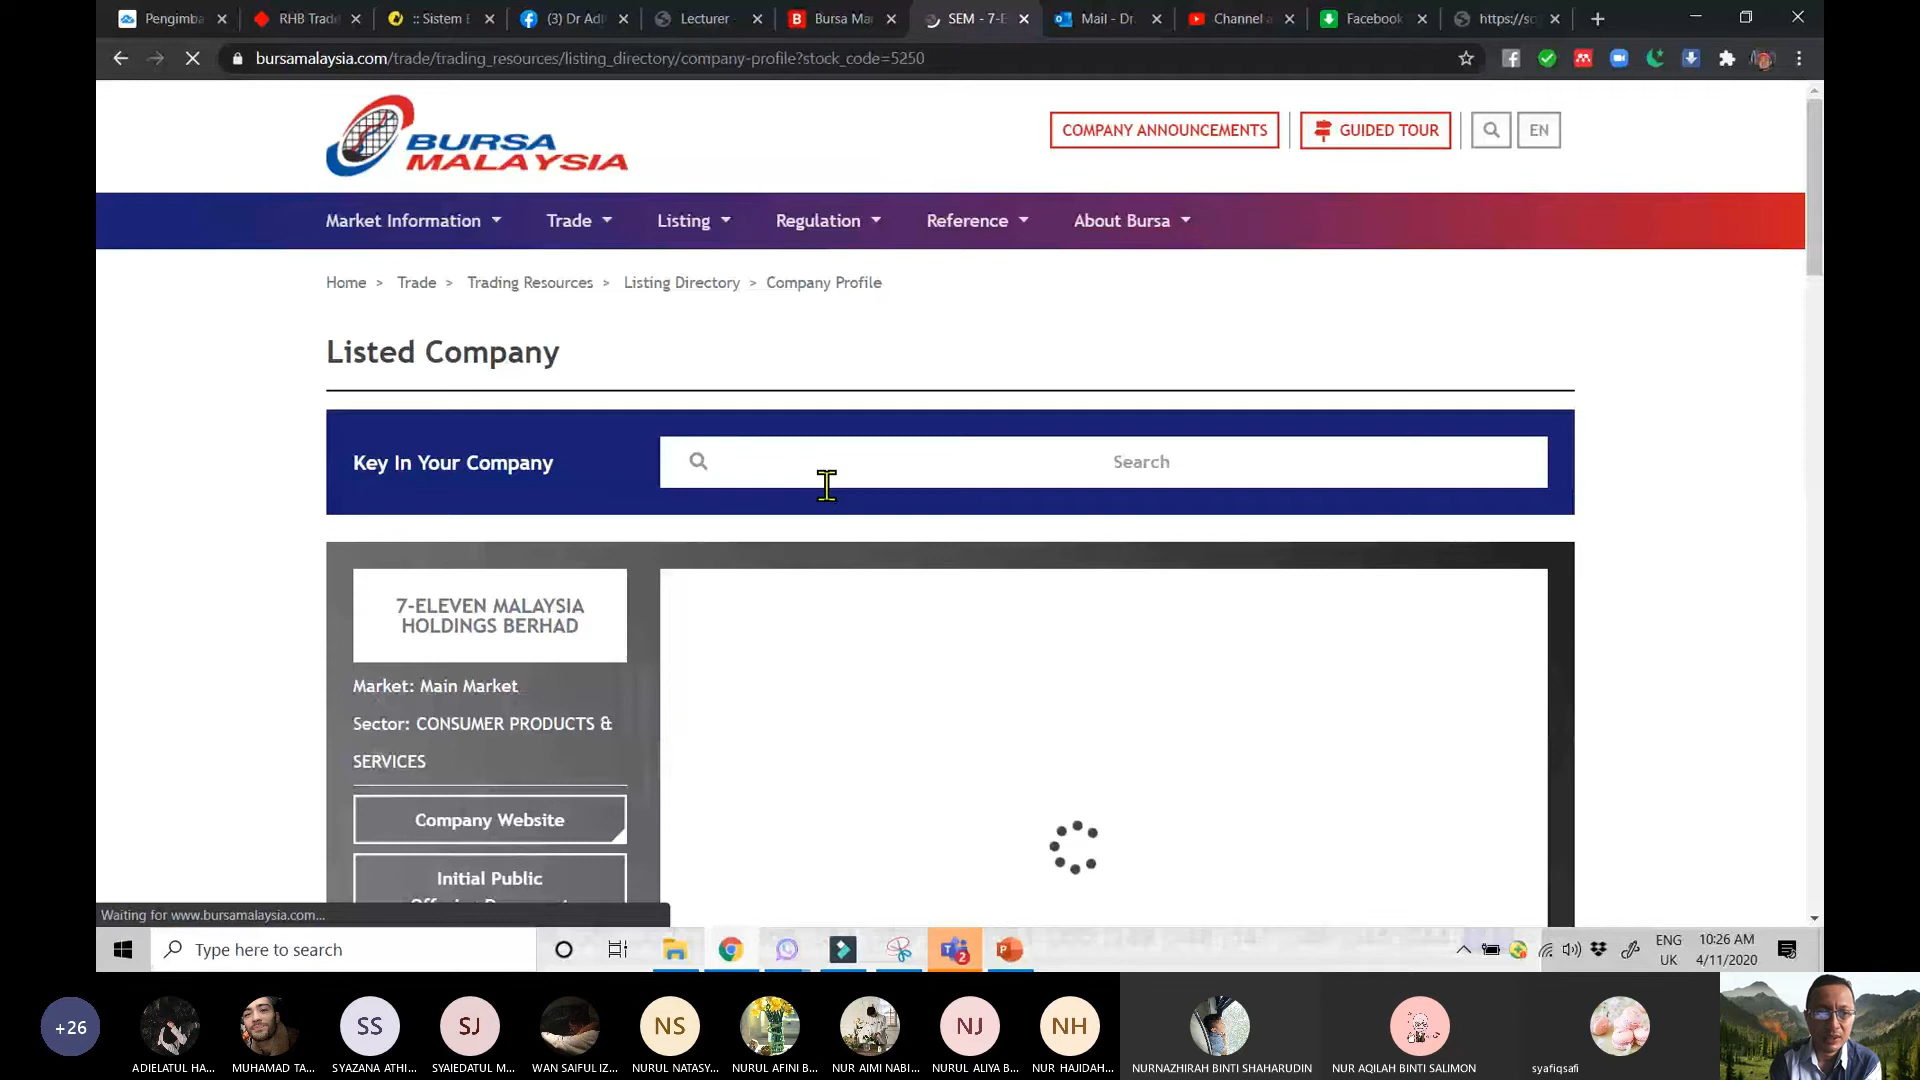 Pengimba
RHB Trade
:: Sistem E
(3) Dr Adi
Lecturer
Bursa Ma
SEM - 7-E
Mail - Dr.
Channel a
Facebook
https://sc
bursamalaysia.com/trade/trading_resources/listing_directory/company-profile?stock_code=5250
BURSA
MALAYSIA
COMPANY ANNOUNCEMENTS
GUIDED TOUR
EN
Market Information
Trade
Listing
Regulation
Reference
About Bursa
Home > Trade > Trading Resources > Listing Directory > Company Profile
Listed Company
Key In Your Company
Search
7-ELEVEN MALAYSIA
HOLDINGS BERHAD
Market: Main Market
Sector: CONSUMER PRODUCTS &
SERVICES
Company Website
Initial Public
Waiting for www.bursamalaysia.com...
Type here to search
ENG
UK
10:26 AM
4/11/2020
+26
SS
SJ
NS
NJ
NH
ADIELATUL HA...
MUHAMAD TA...
SYAZANA ATHI...
SYAIEDATUL M...
WAN SAIFUL IZ...
NURUL NATASY...
NURUL AFINI B...
NUR AIMI NABI...
NURUL ALIYA B...
NUR HAJIDAH...
NURNAZHIRAH BINTI SHAHARUDIN
NUR AQILAH BINTI SALIMON
syafiqsafi